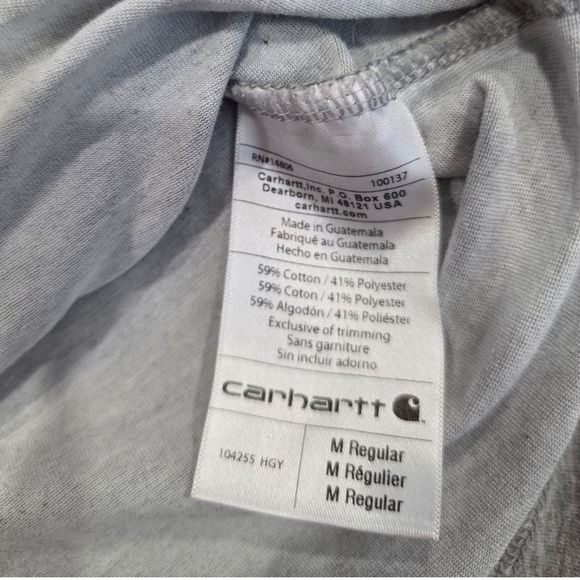 RN#14806 100137
Carhartt,Inc. P.O. Box 600
Dearborn, MI 48121 USA
carhartt.com
Made in Guatemala
Fabriqué au Guatemala
Hecho en Guatemala
59% Cotton / 41% Polyester
59% Coton / 41% Polyester
59% Algodón / 41% Poliéster
Exclusive of trimming
Sans garniture
Sin incluir adorno
carhartt
104255 HGY
M Regular
M Régulier
M Regular